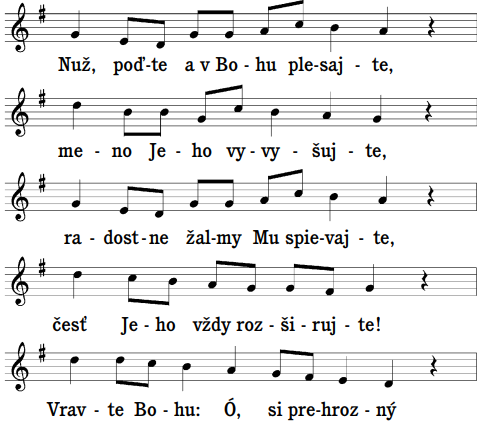 Nuž, poď-te a v Bo - hu ple-saj - te,
me - no Je - ho vy - vy - šuj - te,
ra - dost - ne žal-my Mu spie-vaj - te,
česť Je - ho vždy roz - ši - ruj - te!
Vrav - te Bo - hu: Ó, si pre-hroz - ný